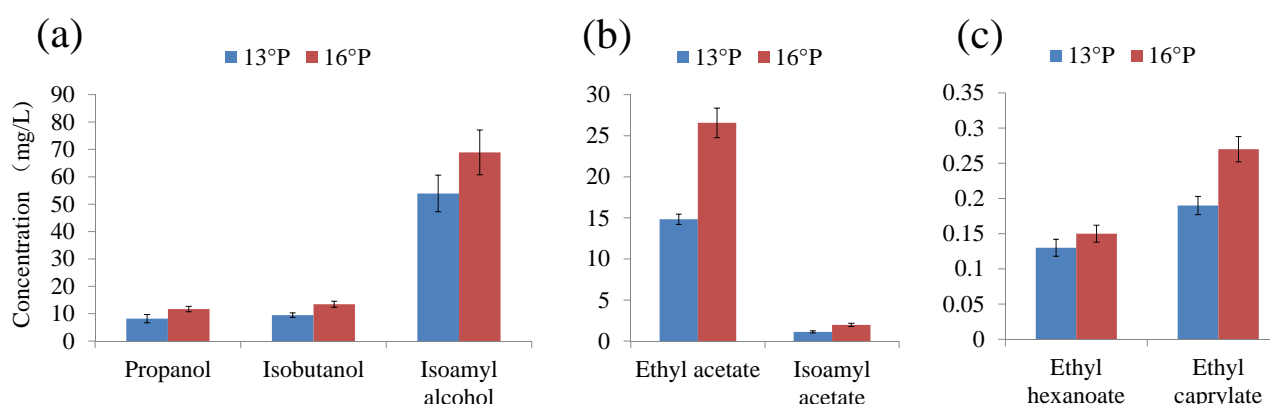 (a)
13°P 16°P
Concentration (mg/L)
90
80
70
60
50
40
30
20
10
0
Propanol
Isobutanol
Isoamyl
alcohol
(b)
13°P 16°P
30
25
20
15
10
5
0
Ethyl acetate
Isoamyl
acetate
(c)
13°P 16°P
0.35
0.3
0.25
0.2
0.15
0.1
0.05
0
Ethyl
hexanoate
Ethyl
caprylate